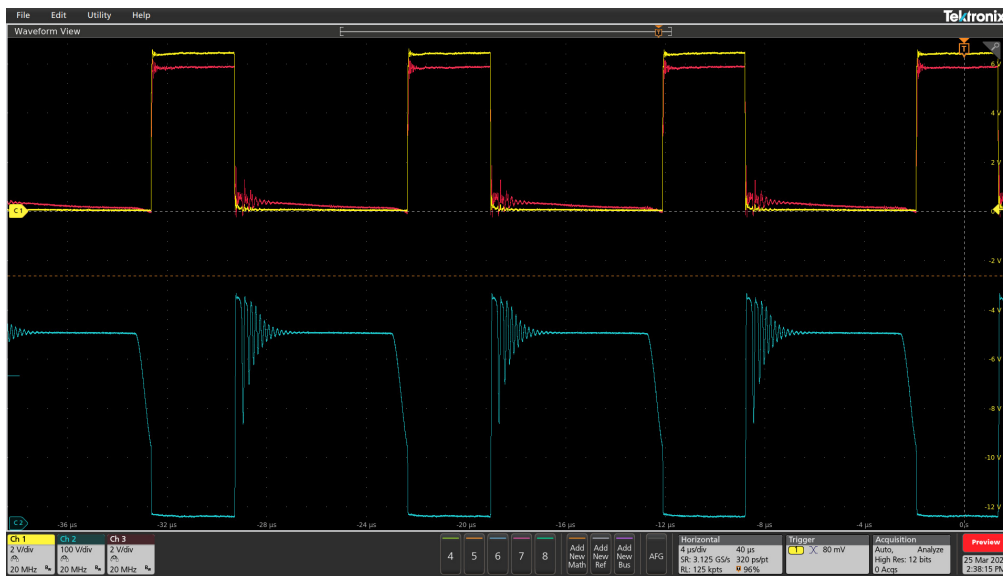 File Edit Utility Help Tektronix
Waveform View
T
T
6 V
4 V
2 V
C1
0
-2 V
-4 V
-6 V
-8 V
-10 V
-12 V
C2 -36 µs -32 µs -28 µs -24 µs -20 µs -16 µs -12 µs -8 µs -4 µs 0s
Ch 1 Ch 2 Ch 3 Horizontal Trigger Acquisition
2 V/div 100 V/div 2 V/div 4 5 6 7 8 Add New Math Add New Ref Add New Bus AFG 4 µs/div 40 µs 1 80 mV Auto, Analyze Preview
SR: 3.125 GS/s 320 ps/pt High Res: 12 bits 25 Mar 202
20 MHz Bw 20 MHz Bw 20 MHz Bw RL: 125 kpts 96% 0 Acqs 2:38:15 PM